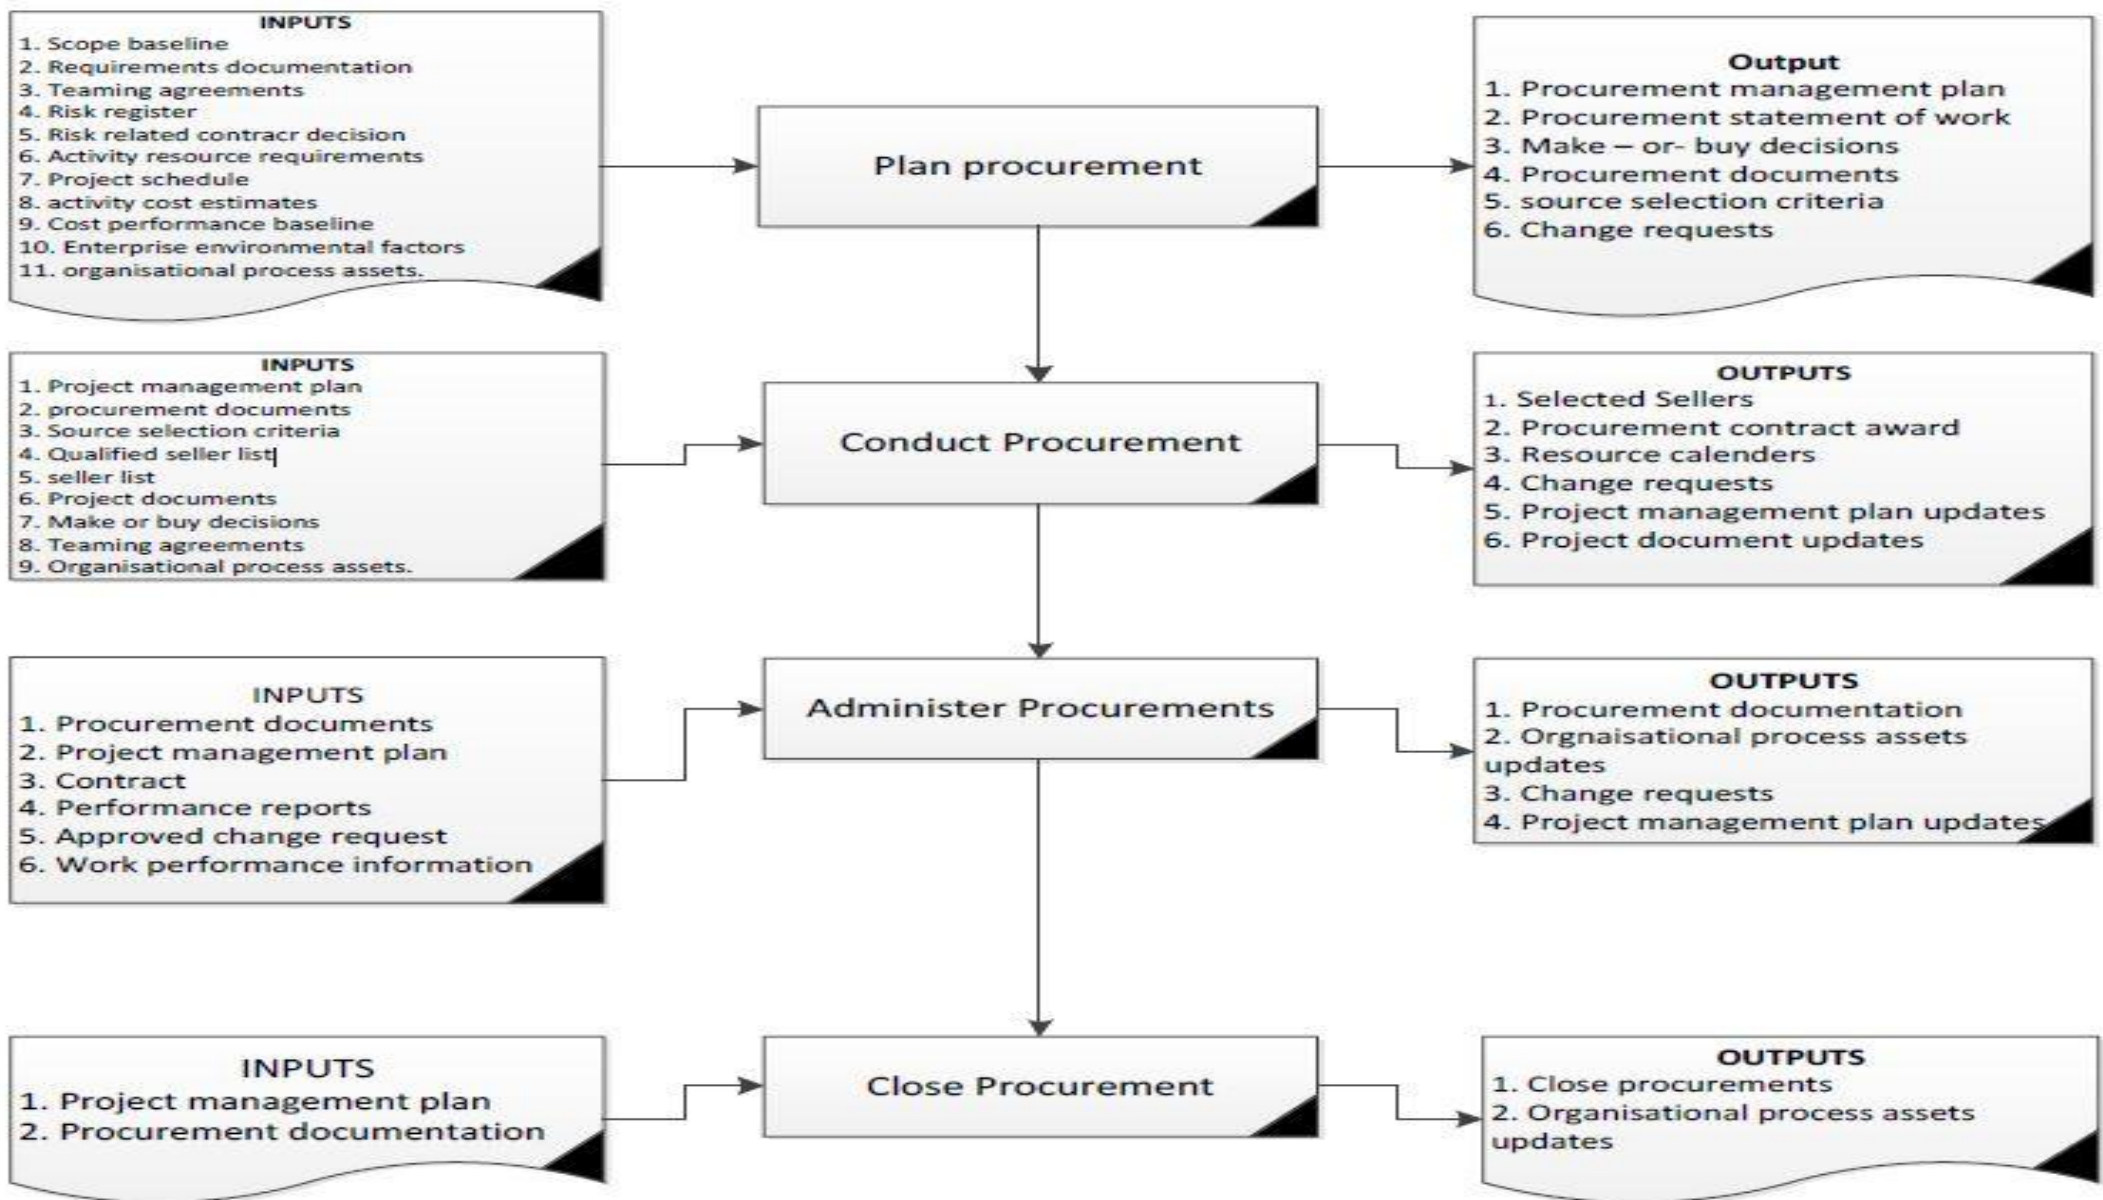 INPUTS
1. Scope baseline
2. Requirements documentation
3. Teaming agreements
4. Risk register
5. Risk related contracr decision
6. Activity resource requirements
7. Project schedule
8. activity cost estimates
9. Cost performance baseline
10. Enterprise environmental factors
11. organisational process assets.
Plan procurement
Output
1. Procurement management plan
2. Procurement statement of work
3. Make – or- buy decisions
4. Procurement documents
5. source selection criteria
6. Change requests
INPUTS
1. Project management plan
2. procurement documents
3. Source selection criteria
4. Qualified seller list
5. seller list
6. Project documents
7. Make or buy decisions
8. Teaming agreements
9. Organisational process assets.
Conduct Procurement
OUTPUTS
1. Selected Sellers
2. Procurement contract award
3. Resource calenders
4. Change requests
5. Project management plan updates
6. Project document updates
INPUTS
1. Procurement documents
2. Project management plan
3. Contract
4. Performance reports
5. Approved change request
6. Work performance information
Administer Procurements
OUTPUTS
1. Procurement documentation
2. Orgnaisational process assets
updates
3. Change requests
4. Project management plan updates
INPUTS
1. Project management plan
2. Procurement documentation
Close Procurement
OUTPUTS
1. Close procurements
2. Organisational process assets
updates